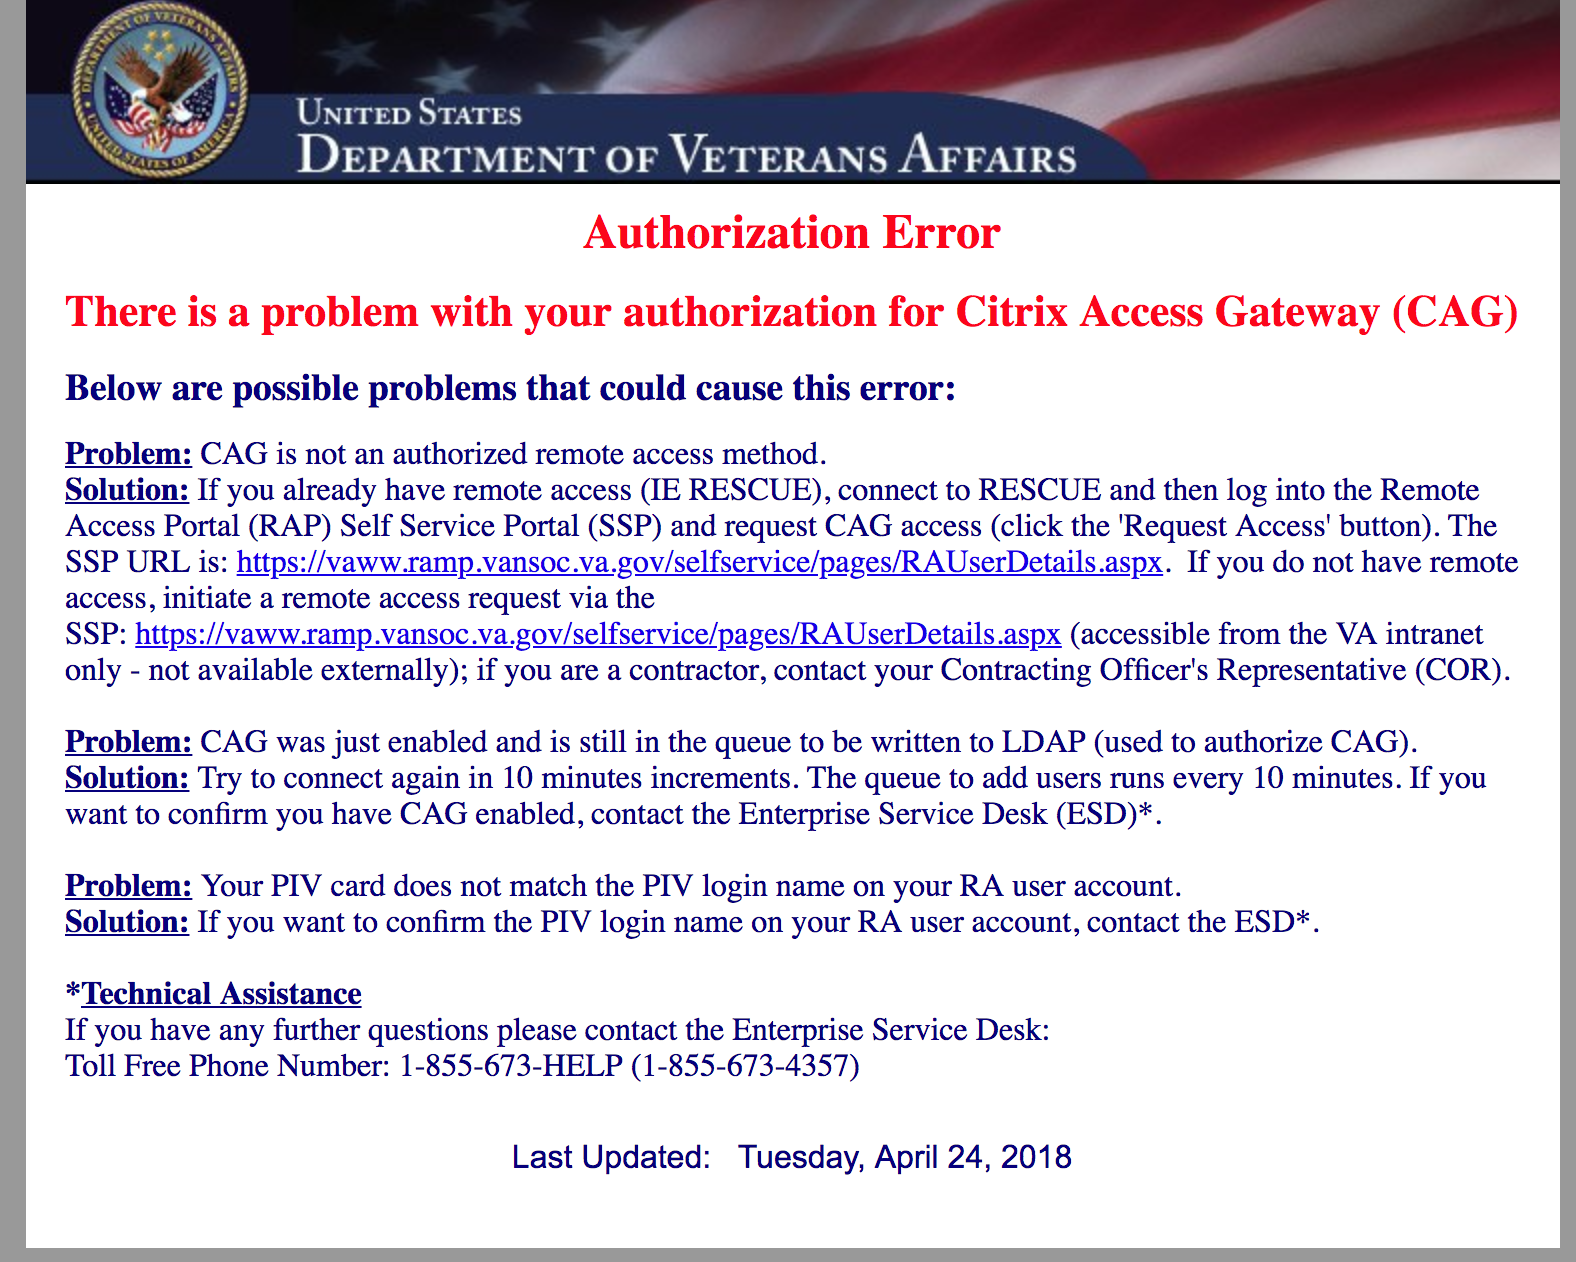 DEPARTMENT OF VETERANS AFFAIRS
UNITED STATES OF AMERICA
UNITED STATES
DEPARTMENT OF VETERANS AFFAIRS
Authorization Error
There is a problem with your authorization for Citrix Access Gateway (CAG)
Below are possible problems that could cause this error:
Problem: CAG is not an authorized remote access method.
Solution: If you already have remote access (IE RESCUE), connect to RESCUE and then log into the Remote
Access Portal (RAP) Self Service Portal (SSP) and request CAG access (click the 'Request Access' button). The
SSP URL is: https://vaww.ramp.vansoc.va.gov/selfservice/pages/RAUserDetails.aspx.  If you do not have remote
access, initiate a remote access request via the
SSP: https://vaww.ramp.vansoc.va.gov/selfservice/pages/RAUserDetails.aspx (accessible from the VA intranet
only - not available externally); if you are a contractor, contact your Contracting Officer's Representative (COR).
Problem: CAG was just enabled and is still in the queue to be written to LDAP (used to authorize CAG).
Solution: Try to connect again in 10 minutes increments. The queue to add users runs every 10 minutes. If you
want to confirm you have CAG enabled, contact the Enterprise Service Desk (ESD)*.
Problem: Your PIV card does not match the PIV login name on your RA user account.
Solution: If you want to confirm the PIV login name on your RA user account, contact the ESD*.
*Technical Assistance
If you have any further questions please contact the Enterprise Service Desk:
Toll Free Phone Number: 1-855-673-HELP (1-855-673-4357)
Last Updated:   Tuesday, April 24, 2018